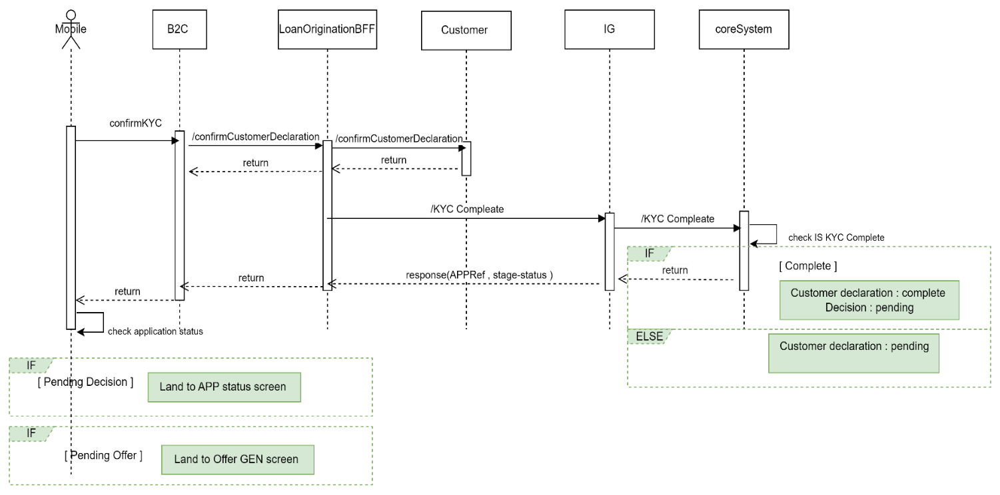 Mobile
B2C
LoanOriginationBFF
Customer
IG
coreSystem
confirmKYC
/confirmCustomerDeclaration
/confirmCustomerDeclaration
return
return
/KYC Compleate
/KYC Compleate
check IS KYC Complete
IF
[ Complete ]
return
response(APPRef , stage-status )
return
return
Customer declaration : complete
Decision : pending
check application status
ELSE
Customer declaration : pending
IF
[ Pending Decision ]
Land to APP status screen
IF
[ Pending Offer ]
Land to Offer GEN screen